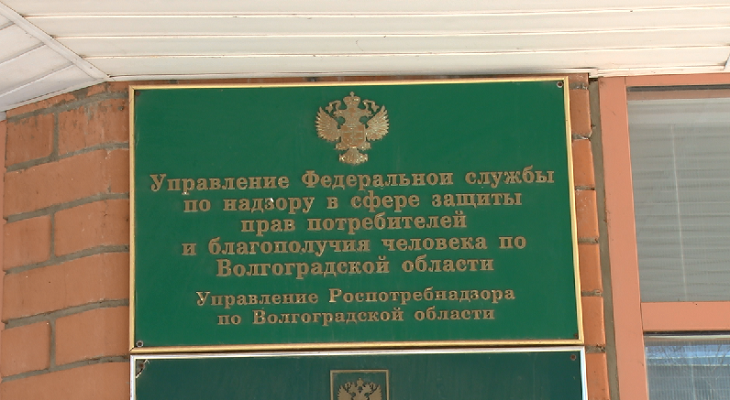 Управление Федеральной службы
по надзору в сфере защиты
прав потребителей
и благополучия человека по
Волгоградской области
Управление Роспотребнадзора
по Волгоградской области